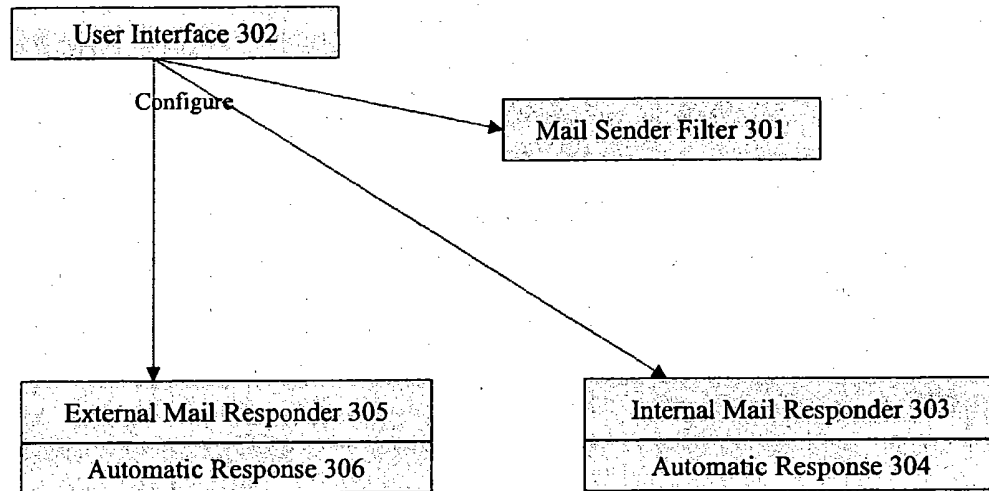 User Interface 302
Configure
Mail Sender Filter 301
External Mail Responder 305
Automatic Response 306
Internal Mail Responder 303
Automatic Response 304